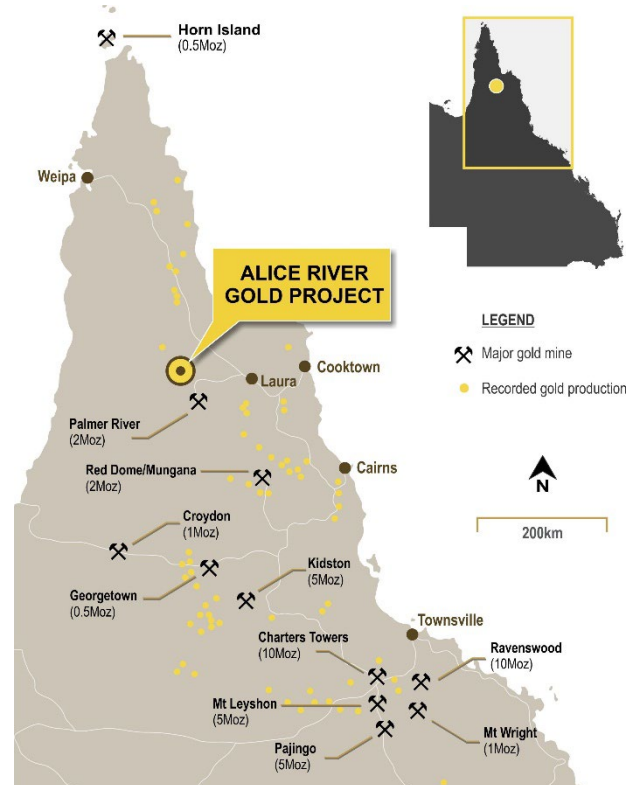 Horn Island
(0.5Moz)
Weipa
ALICE RIVER
GOLD PROJECT
LEGEND
Major gold mine
Recorded gold production
Cooktown
Laura
Palmer River
(2Moz)
Red Dome/Mungana
(2Moz)
Cairns
N
200km
Croydon
(1Moz)
Georgetown
(0.5Moz)
Kidston
(5Moz)
Townsville
Charters Towers
(10Moz)
Ravenswood
(10Moz)
Mt Leyshon
(5Moz)
Mt Wright
(1Moz)
Pajingo
(5Moz)